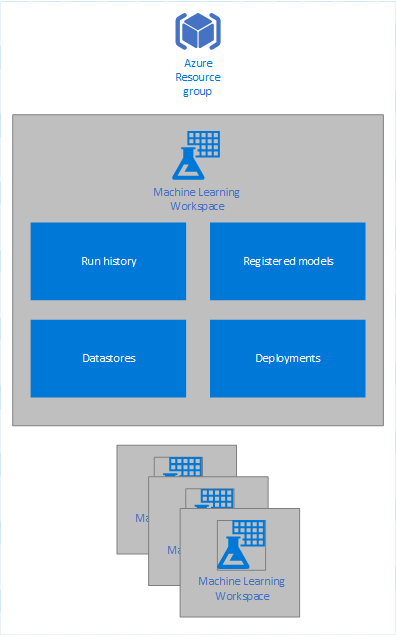 Azure
Resource
group
Machine Learning
Workspace
Run history
Registered models
Datastores
Deployments
Ma
Ma
Machine Learning
Workspace